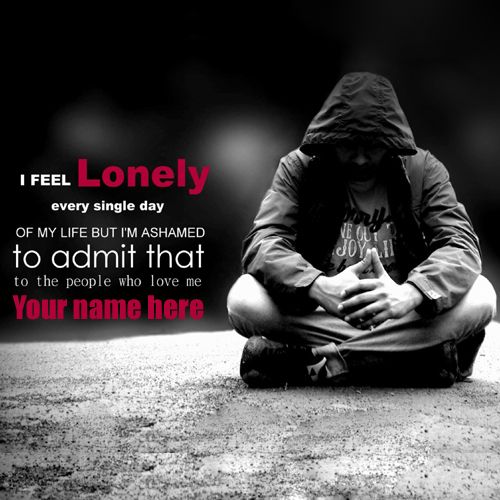 I FEEL Lonely
every single day
OF MY LIFE BUT I'M ASHAMED
to admit that
to the people who love me
Your name here